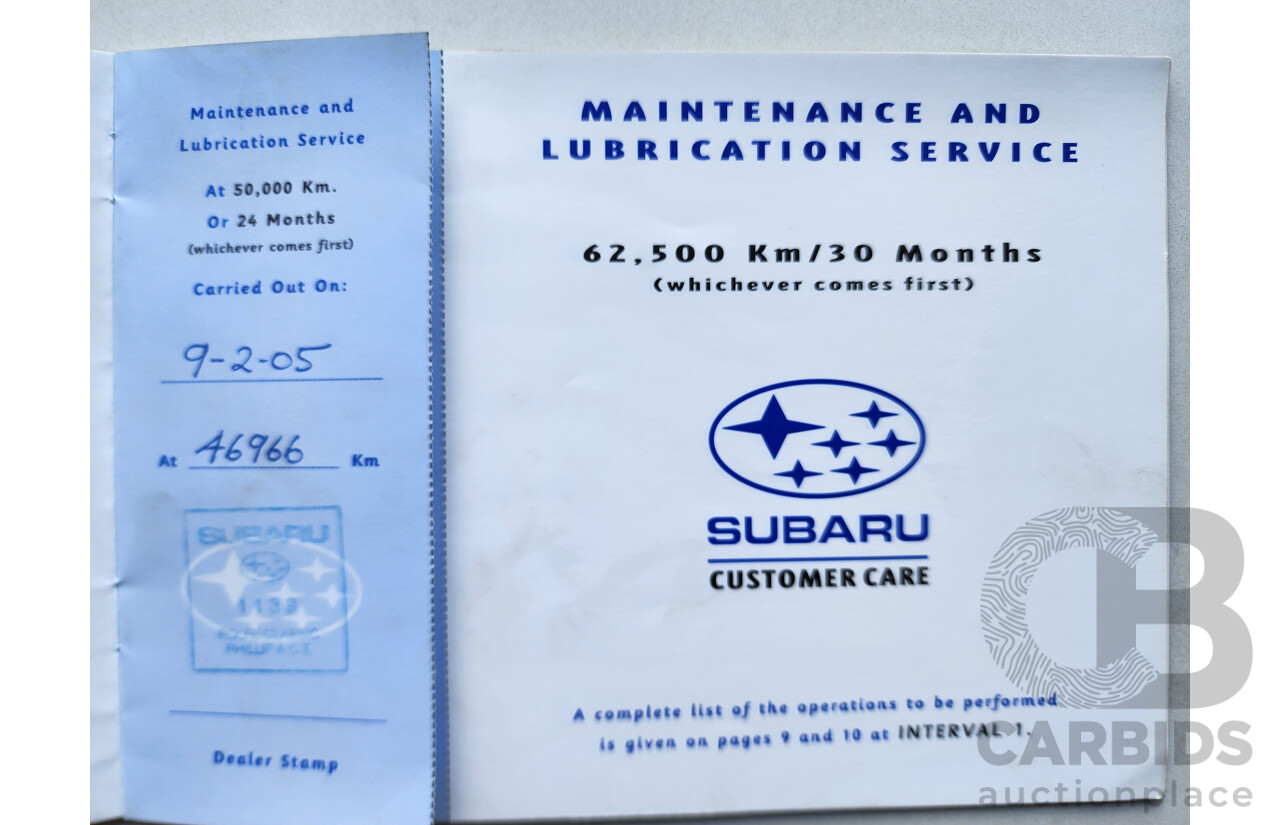 Maintenance and
Lubrication Service
At 50,000 Km.
Or 24 Months
(whichever comes first)
Carried Out On:
9-2-05
At 46966 Km
SUBARU
1139
PHILLIP A.C.T.
Dealer Stamp
MAINTENANCE AND
LUBRICATION SERVICE
62,500 Km/30 Months
(whichever comes first)
SUBARU
CUSTOMER CARE
A complete list of the operations to be performed
is given on pages 9 and 10 at INTERVAL 1.
CB
CARBIDS
auctionplace